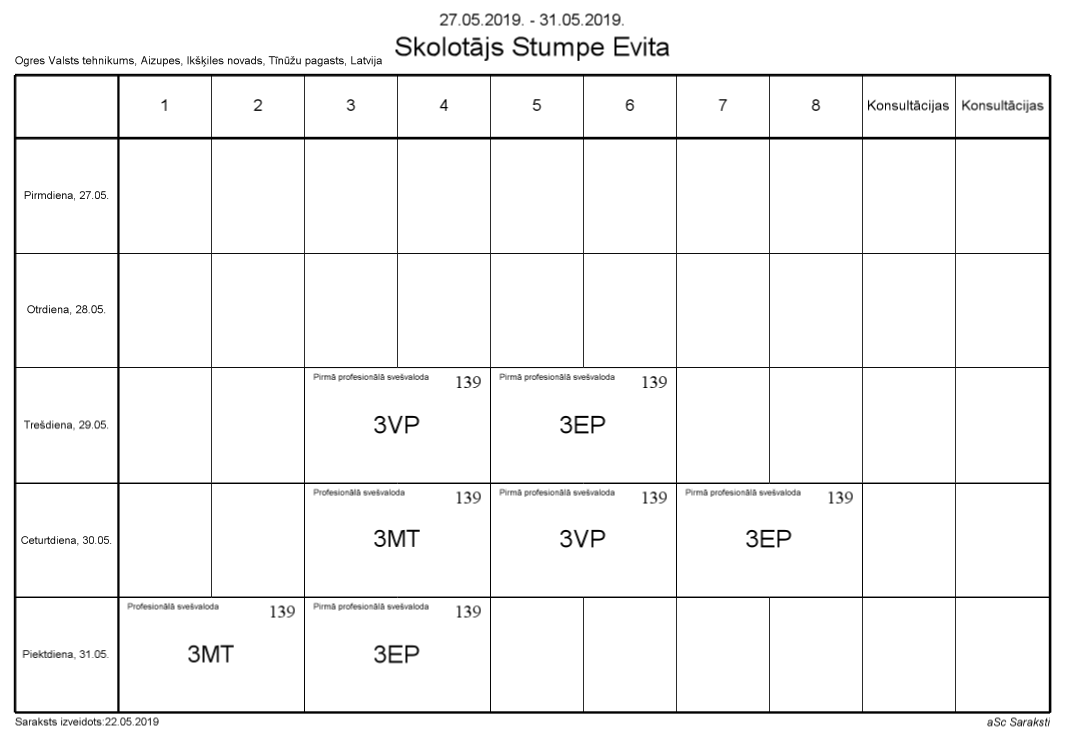 27.05.2019. - 31.05.2019.
Skolotājs Stumpe Evita
Ogres Valsts tehnikums, Aizupes, Ikšķiles novads, Tīnūžu pagasts, Latvija
1 2 3 4 5 6 7 8 Konsultācijas Konsultācijas
Pirmdiena, 27.05.
Otrdiena, 28.05.
Pirmā profesionālā svešvaloda 139 Pirmā profesionālā svešvaloda 139
Trešdiena, 29.05. 3VP 3EP
Profesionālā svešvaloda 139 Pirmā profesionālā svešvaloda 139 Pirmā profesionālā svešvaloda 139
Ceturtdiena, 30.05. 3MT 3VP 3EP
Profesionālā svešvaloda 139 Pirmā profesionālā svešvaloda 139
Piektdiena, 31.05. 3MT 3EP
Saraksts izveidots:22.05.2019 aSc Saraksti